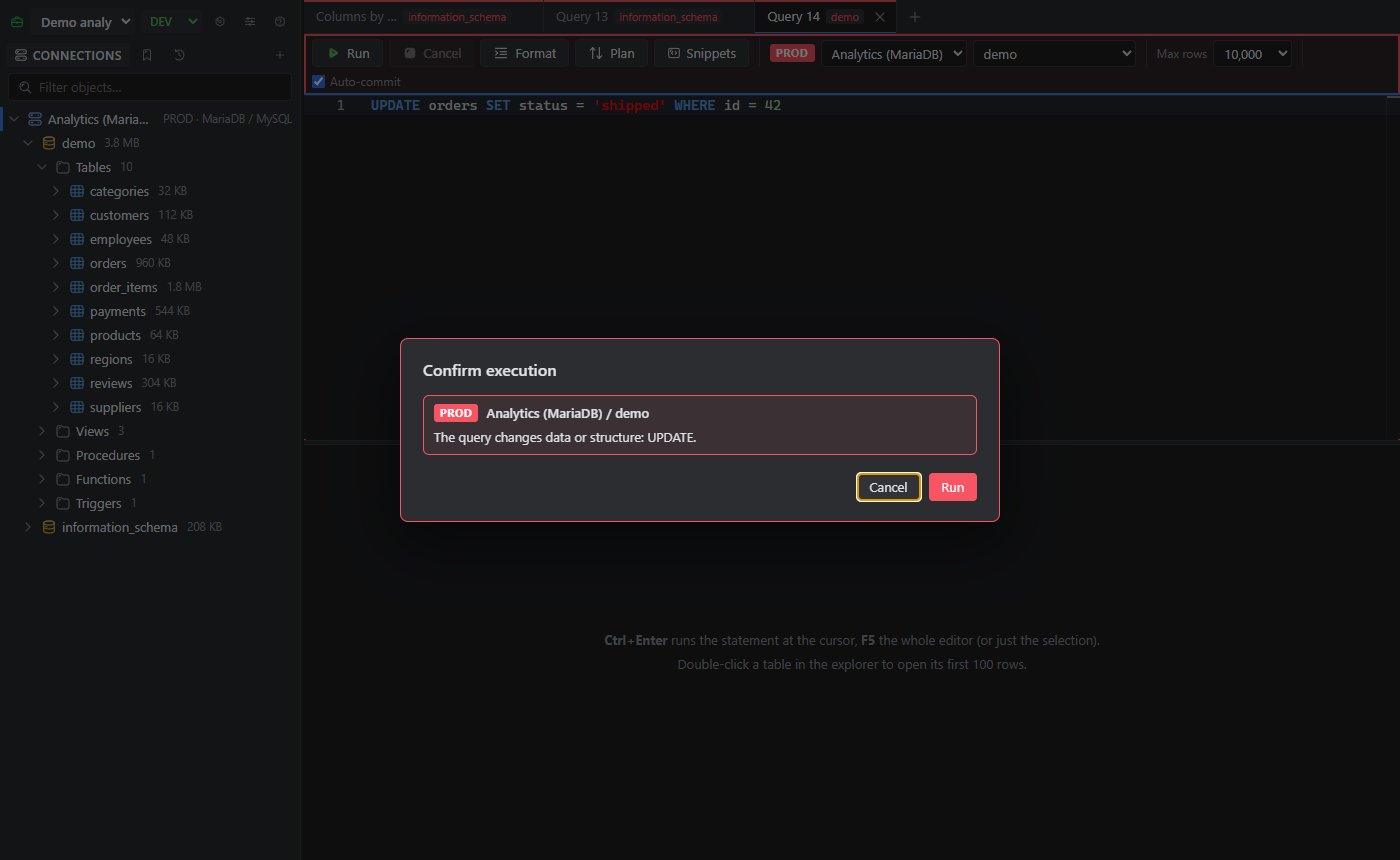 Demo analy DEV
CONNECTIONS
Filter objects...
Analytics (Maria... PROD · MariaDB / MySQL
demo 3.8 MB
Tables 10
categories 32 KB
customers 112 KB
employees 48 KB
orders 960 KB
order_items 1.8 MB
payments 544 KB
products 64 KB
regions 16 KB
reviews 304 KB
suppliers 16 KB
Views 3
Procedures 1
Functions 1
Triggers 1
information_schema 208 KB
Columns by ... information_schema Query 13 information_schema Query 14 demo
Run Cancel Format Plan Snippets PROD Analytics (MariaDB) demo Max rows 10,000
Auto-commit
1 UPDATE orders SET status = 'shipped' WHERE id = 42
Confirm execution
PROD Analytics (MariaDB) / demo
The query changes data or structure: UPDATE.
Cancel Run
Ctrl+Enter runs the statement at the cursor, F5 the whole editor (or just the selection).
Double-click a table in the explorer to open its first 100 rows.